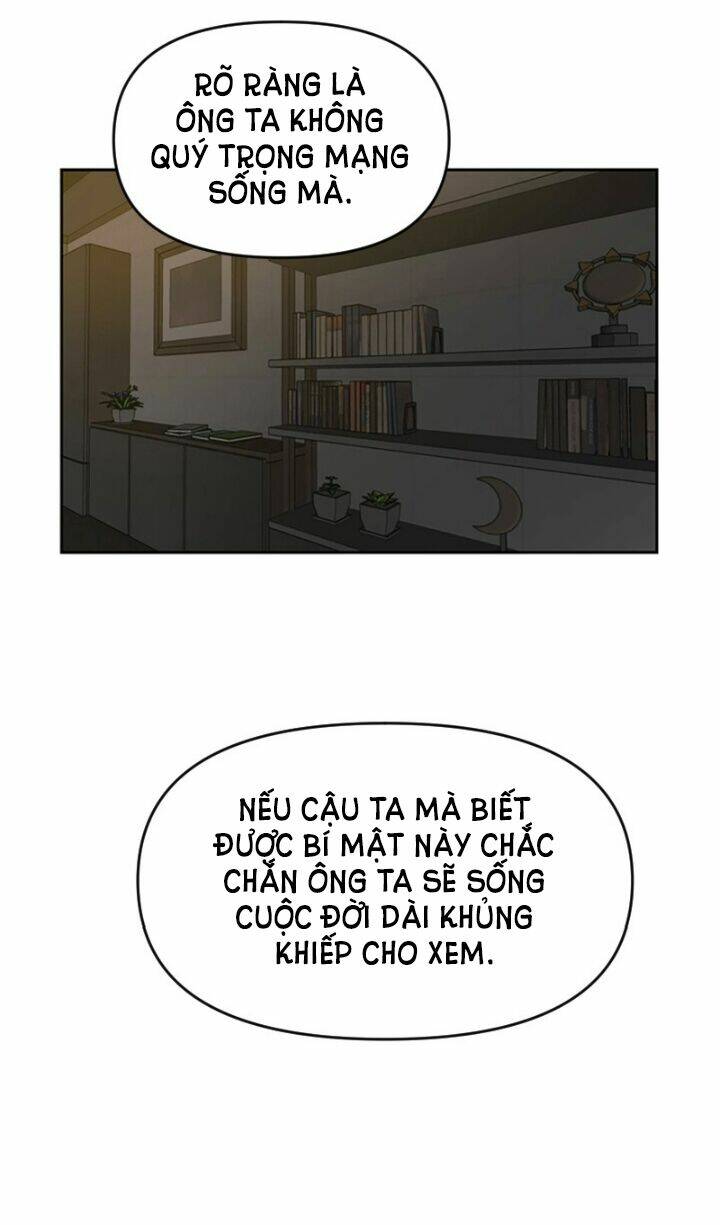 RÕ RÀNG LÀ
ÔNG TA KHÔNG
QUÝ TRỌNG MẠNG
SỐNG MÀ.
NẾU CẬU TA MÀ BIẾT
ĐƯỢC BÍ MẬT NÀY CHẮC
CHẮN ÔNG TA SẼ SỐNG
CUỘC ĐỜI DÀI KHỦNG
KHIẾP CHO XEM.